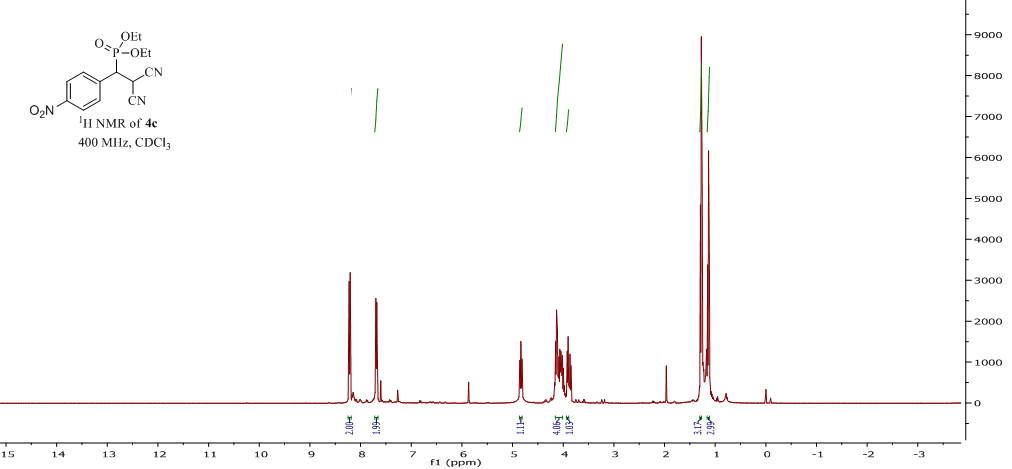 OEt
O
P
OEt
CN
CN
O₂N
¹H NMR of 4c
400 MHz, CDCl₃
9000
8000
7000
6000
5000
4000
3000
2000
1000
0
2.00
1.99
1.11
4.06
1.03
3.17
2.99
15 14 13 12 11 10 9 8 7 6 5 4 3 2 1 0 -1 -2 -3
f1 (ppm)